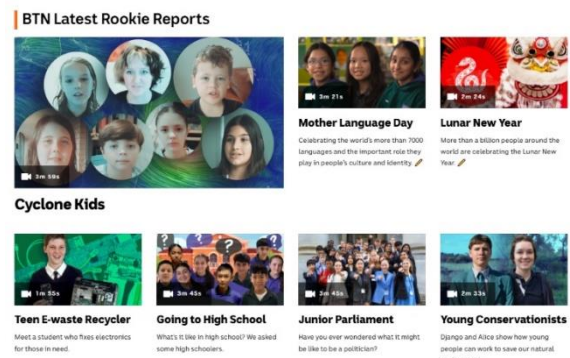 BTN Latest Rookie Reports
3m 58s
Cyclone Kids
3m 21s
Mother Language Day
Celebrating the world's more than 7000
languages and the important role they
play in people's culture and identity.
2m 24s
Lunar New Year
More than a billion people around the
world are celebrating the Lunar New
Year.
1m 55s
Teen E-waste Recycler
Meet a student who fixes electronics
for those in need.
? ? ?
3m 45s
Going to High School
What's it like in high school? We asked
some high schoolers.
3m 45s
Junior Parliament
Have you ever wondered what it might
be like to be a politician?
2m 33s
Young Conservationists
Django and Alice show how young
people can work to save our natural